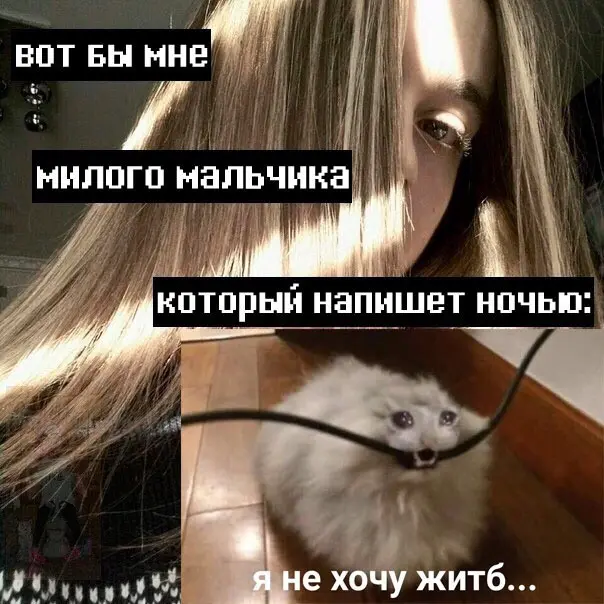 вот бы мне
милого мальчика
который напишет ночью:
я не хочу житб...